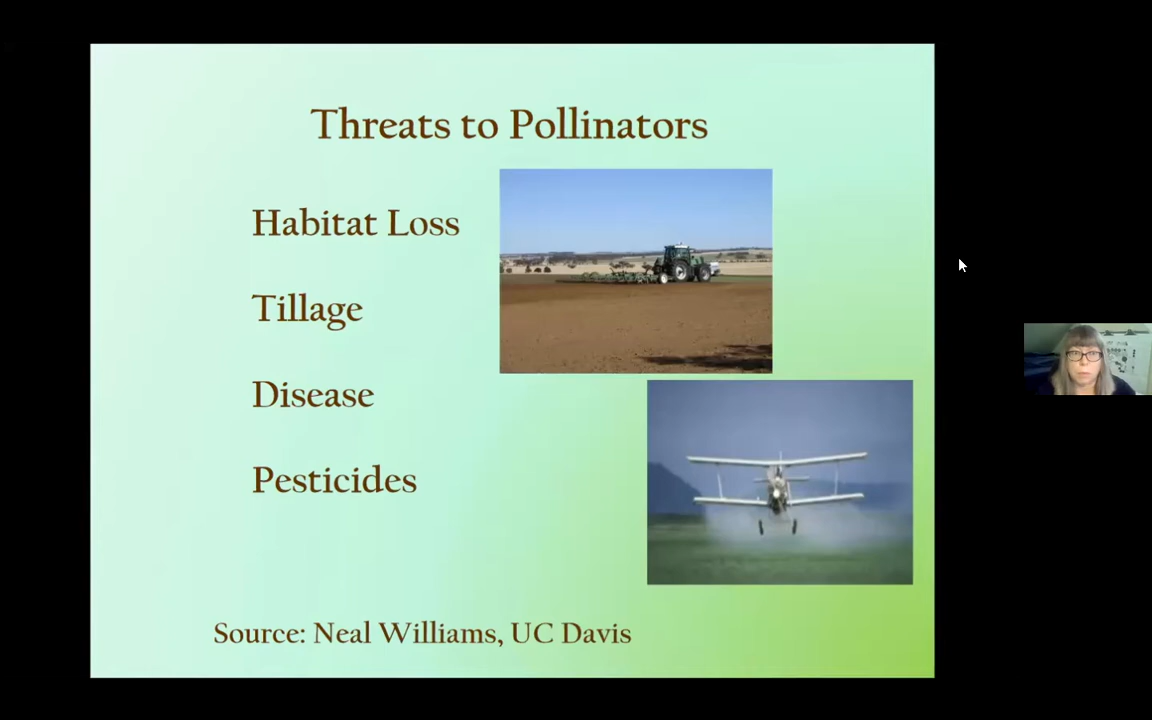 Threats to Pollinators
Habitat Loss
Tillage
Disease
Pesticides
Source: Neal Williams, UC Davis